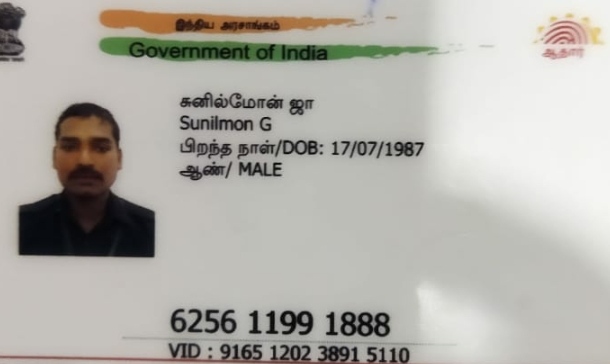 இந்திய அரசாங்கம்
Government of India
ஆதார்
சுனில்மோன் ஜா
Sunilmon G
பிறந்த நாள்/DOB: 17/07/1987
ஆண்/ MALE
6256 1199 1888
VID : 9165 1202 3891 5110